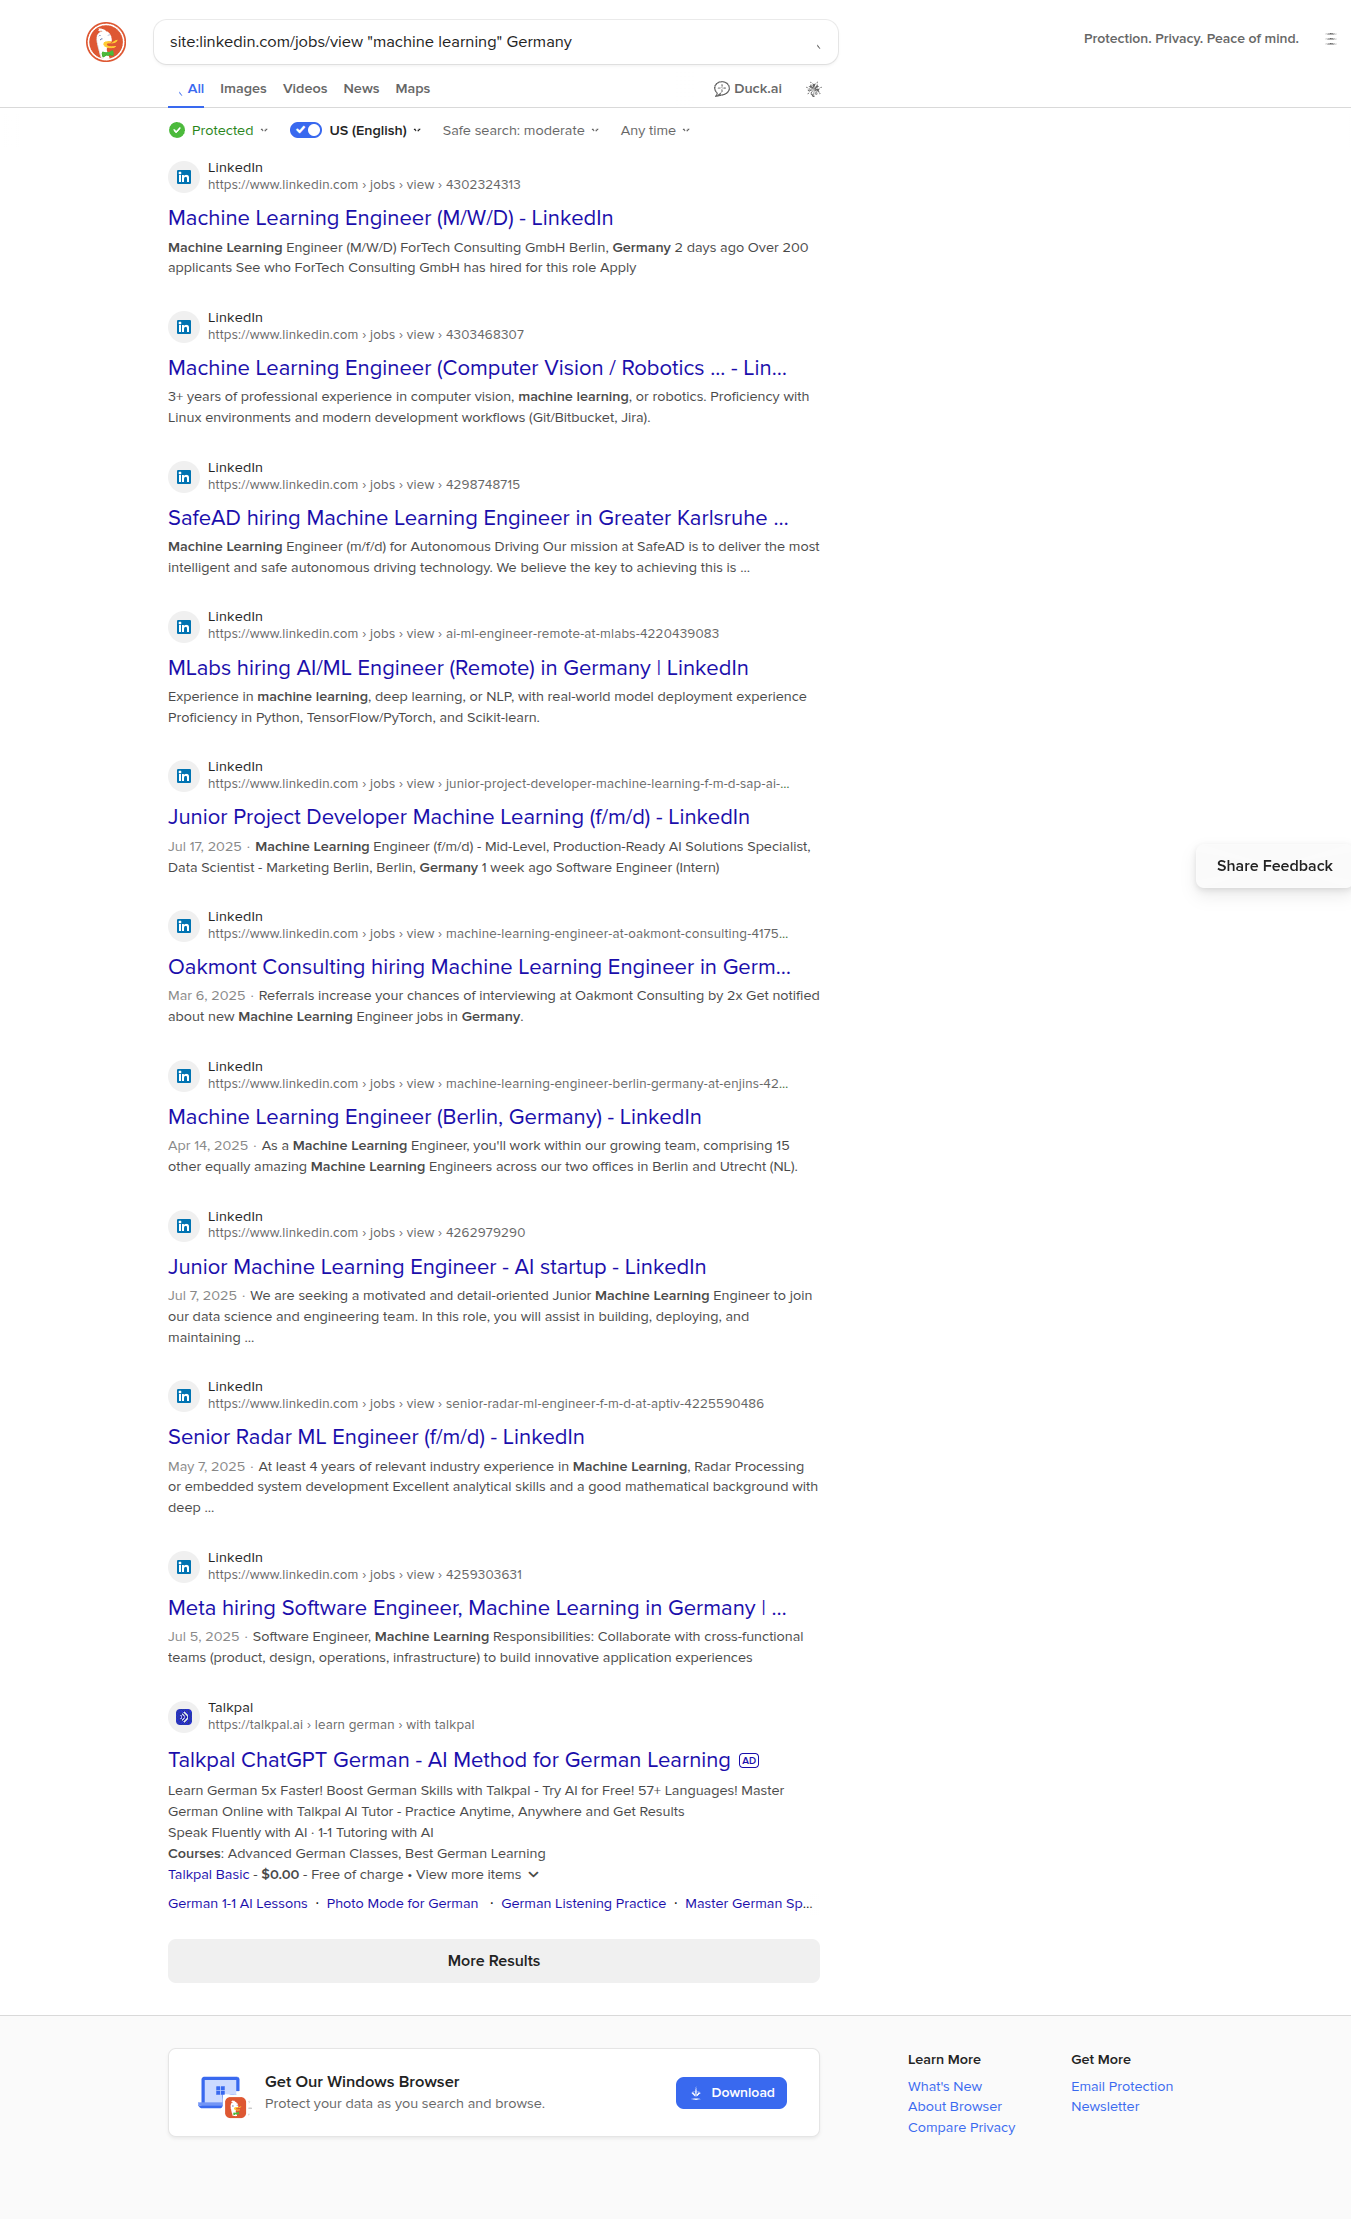 site:linkedin.com/jobs/view "machine learning" Germany
Protection. Privacy. Peace of mind.
All Images Videos News Maps Duck.ai
Protected US (English) Safe search: moderate Any time
LinkedIn
https://www.linkedin.com › jobs › view › 4302324313
Machine Learning Engineer (M/W/D) - LinkedIn
Machine Learning Engineer (M/W/D) ForTech Consulting GmbH Berlin, Germany 2 days ago Over 200
applicants See who ForTech Consulting GmbH has hired for this role Apply
LinkedIn
https://www.linkedin.com › jobs › view › 4303468307
Machine Learning Engineer (Computer Vision / Robotics ... - Lin...
3+ years of professional experience in computer vision, machine learning, or robotics. Proficiency with
Linux environments and modern development workflows (Git/Bitbucket, Jira).
LinkedIn
https://www.linkedin.com › jobs › view › 4298748715
SafeAD hiring Machine Learning Engineer in Greater Karlsruhe ...
Machine Learning Engineer (m/f/d) for Autonomous Driving Our mission at SafeAD is to deliver the most
intelligent and safe autonomous driving technology. We believe the key to achieving this is ...
LinkedIn
https://www.linkedin.com › jobs › view › ai-ml-engineer-remote-at-mlabs-4220439083
MLabs hiring AI/ML Engineer (Remote) in Germany | LinkedIn
Experience in machine learning, deep learning, or NLP, with real-world model deployment experience
Proficiency in Python, TensorFlow/PyTorch, and Scikit-learn.
LinkedIn
https://www.linkedin.com › jobs › view › junior-project-developer-machine-learning-f-m-d-sap-ai-...
Junior Project Developer Machine Learning (f/m/d) - LinkedIn
Jul 17, 2025 · Machine Learning Engineer (f/m/d) - Mid-Level, Production-Ready AI Solutions Specialist,
Data Scientist - Marketing Berlin, Berlin, Germany 1 week ago Software Engineer (Intern)
LinkedIn
https://www.linkedin.com › jobs › view › machine-learning-engineer-at-oakmont-consulting-4175...
Oakmont Consulting hiring Machine Learning Engineer in Germ...
Mar 6, 2025 · Referrals increase your chances of interviewing at Oakmont Consulting by 2x Get notified
about new Machine Learning Engineer jobs in Germany.
LinkedIn
https://www.linkedin.com › jobs › view › machine-learning-engineer-berlin-germany-at-enjins-42...
Machine Learning Engineer (Berlin, Germany) - LinkedIn
Apr 14, 2025 · As a Machine Learning Engineer, you'll work within our growing team, comprising 15
other equally amazing Machine Learning Engineers across our two offices in Berlin and Utrecht (NL).
LinkedIn
https://www.linkedin.com › jobs › view › 4262979290
Junior Machine Learning Engineer - AI startup - LinkedIn
Jul 7, 2025 · We are seeking a motivated and detail-oriented Junior Machine Learning Engineer to join
our data science and engineering team. In this role, you will assist in building, deploying, and
maintaining ...
LinkedIn
https://www.linkedin.com › jobs › view › senior-radar-ml-engineer-f-m-d-at-aptiv-4225590486
Senior Radar ML Engineer (f/m/d) - LinkedIn
May 7, 2025 · At least 4 years of relevant industry experience in Machine Learning, Radar Processing
or embedded system development Excellent analytical skills and a good mathematical background with
deep ...
LinkedIn
https://www.linkedin.com › jobs › view › 4259303631
Meta hiring Software Engineer, Machine Learning in Germany | ...
Jul 5, 2025 · Software Engineer, Machine Learning Responsibilities: Collaborate with cross-functional
teams (product, design, operations, infrastructure) to build innovative application experiences
Talkpal
https://talkpal.ai › learn german › with talkpal
Talkpal ChatGPT German - AI Method for German Learning AD
Learn German 5x Faster! Boost German Skills with Talkpal - Try AI for Free! 57+ Languages! Master
German Online with Talkpal AI Tutor - Practice Anytime, Anywhere and Get Results
Speak Fluently with AI · 1-1 Tutoring with AI
Courses: Advanced German Classes, Best German Learning
Talkpal Basic - $0.00 - Free of charge • View more items
German 1-1 AI Lessons · Photo Mode for German · German Listening Practice · Master German Sp...
More Results
Share Feedback
Get Our Windows Browser
Protect your data as you search and browse.
Download
Learn More
What's New
About Browser
Compare Privacy
Get More
Email Protection
Newsletter